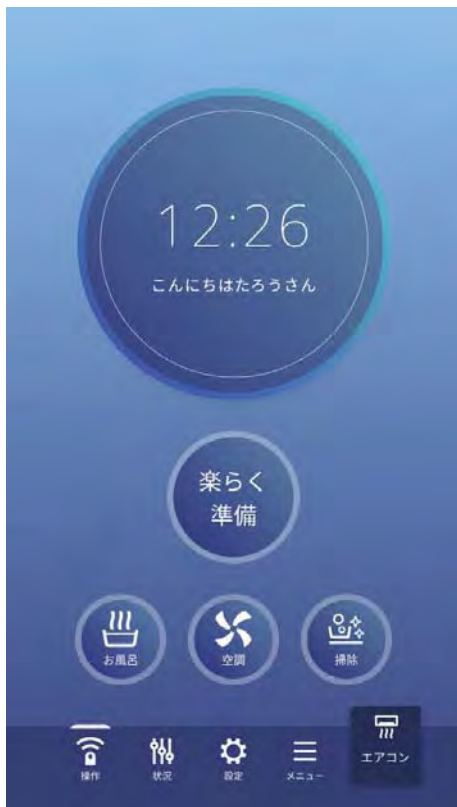 12:26
こんにちはたろうさん
楽らく
準備
お風呂
空調
掃除
操作
状況
設定
メニュー
エアコン